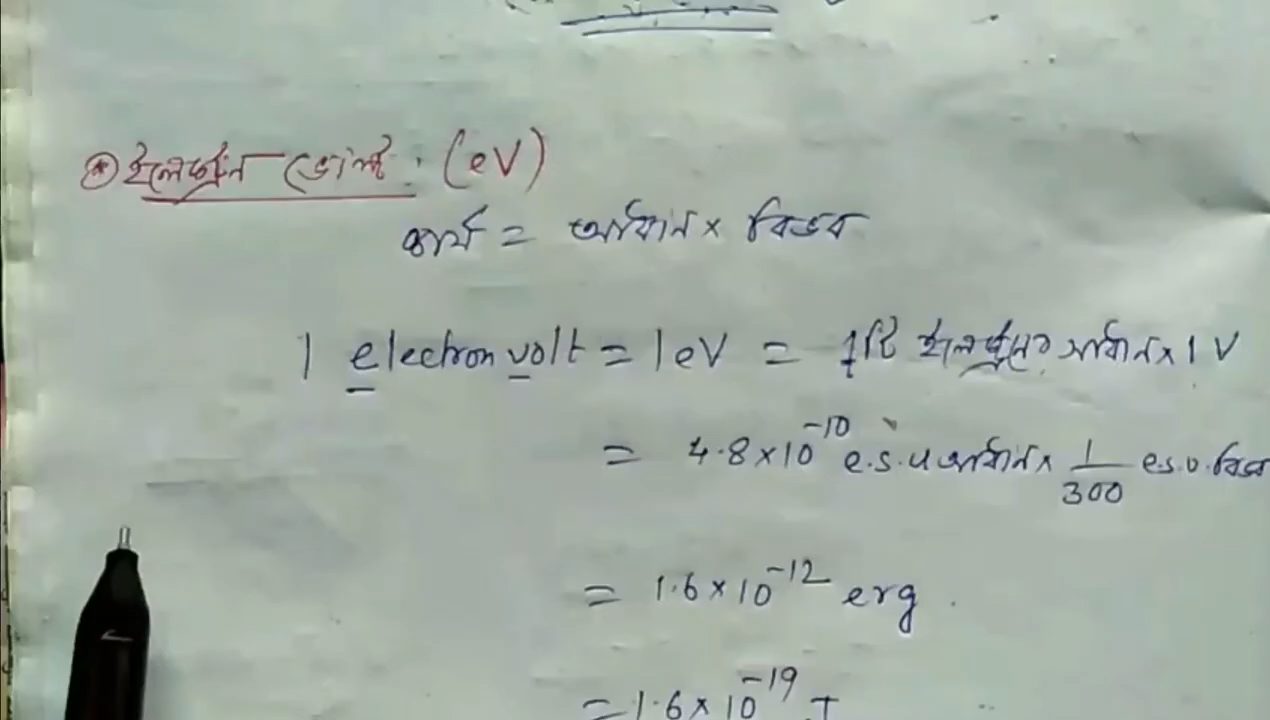 ইলেকট্রন ভোল্ট : (eV)
কার্য = আধান × বিভব
1 electron volt = 1eV = 1টি ইলেকট্রনের আধান × 1 V
= 4.8×10⁻¹⁰ e.s.u আধান × 1/300 e.s.u. বিভব
= 1.6×10⁻¹² erg.
= 1.6×10⁻¹⁹ J